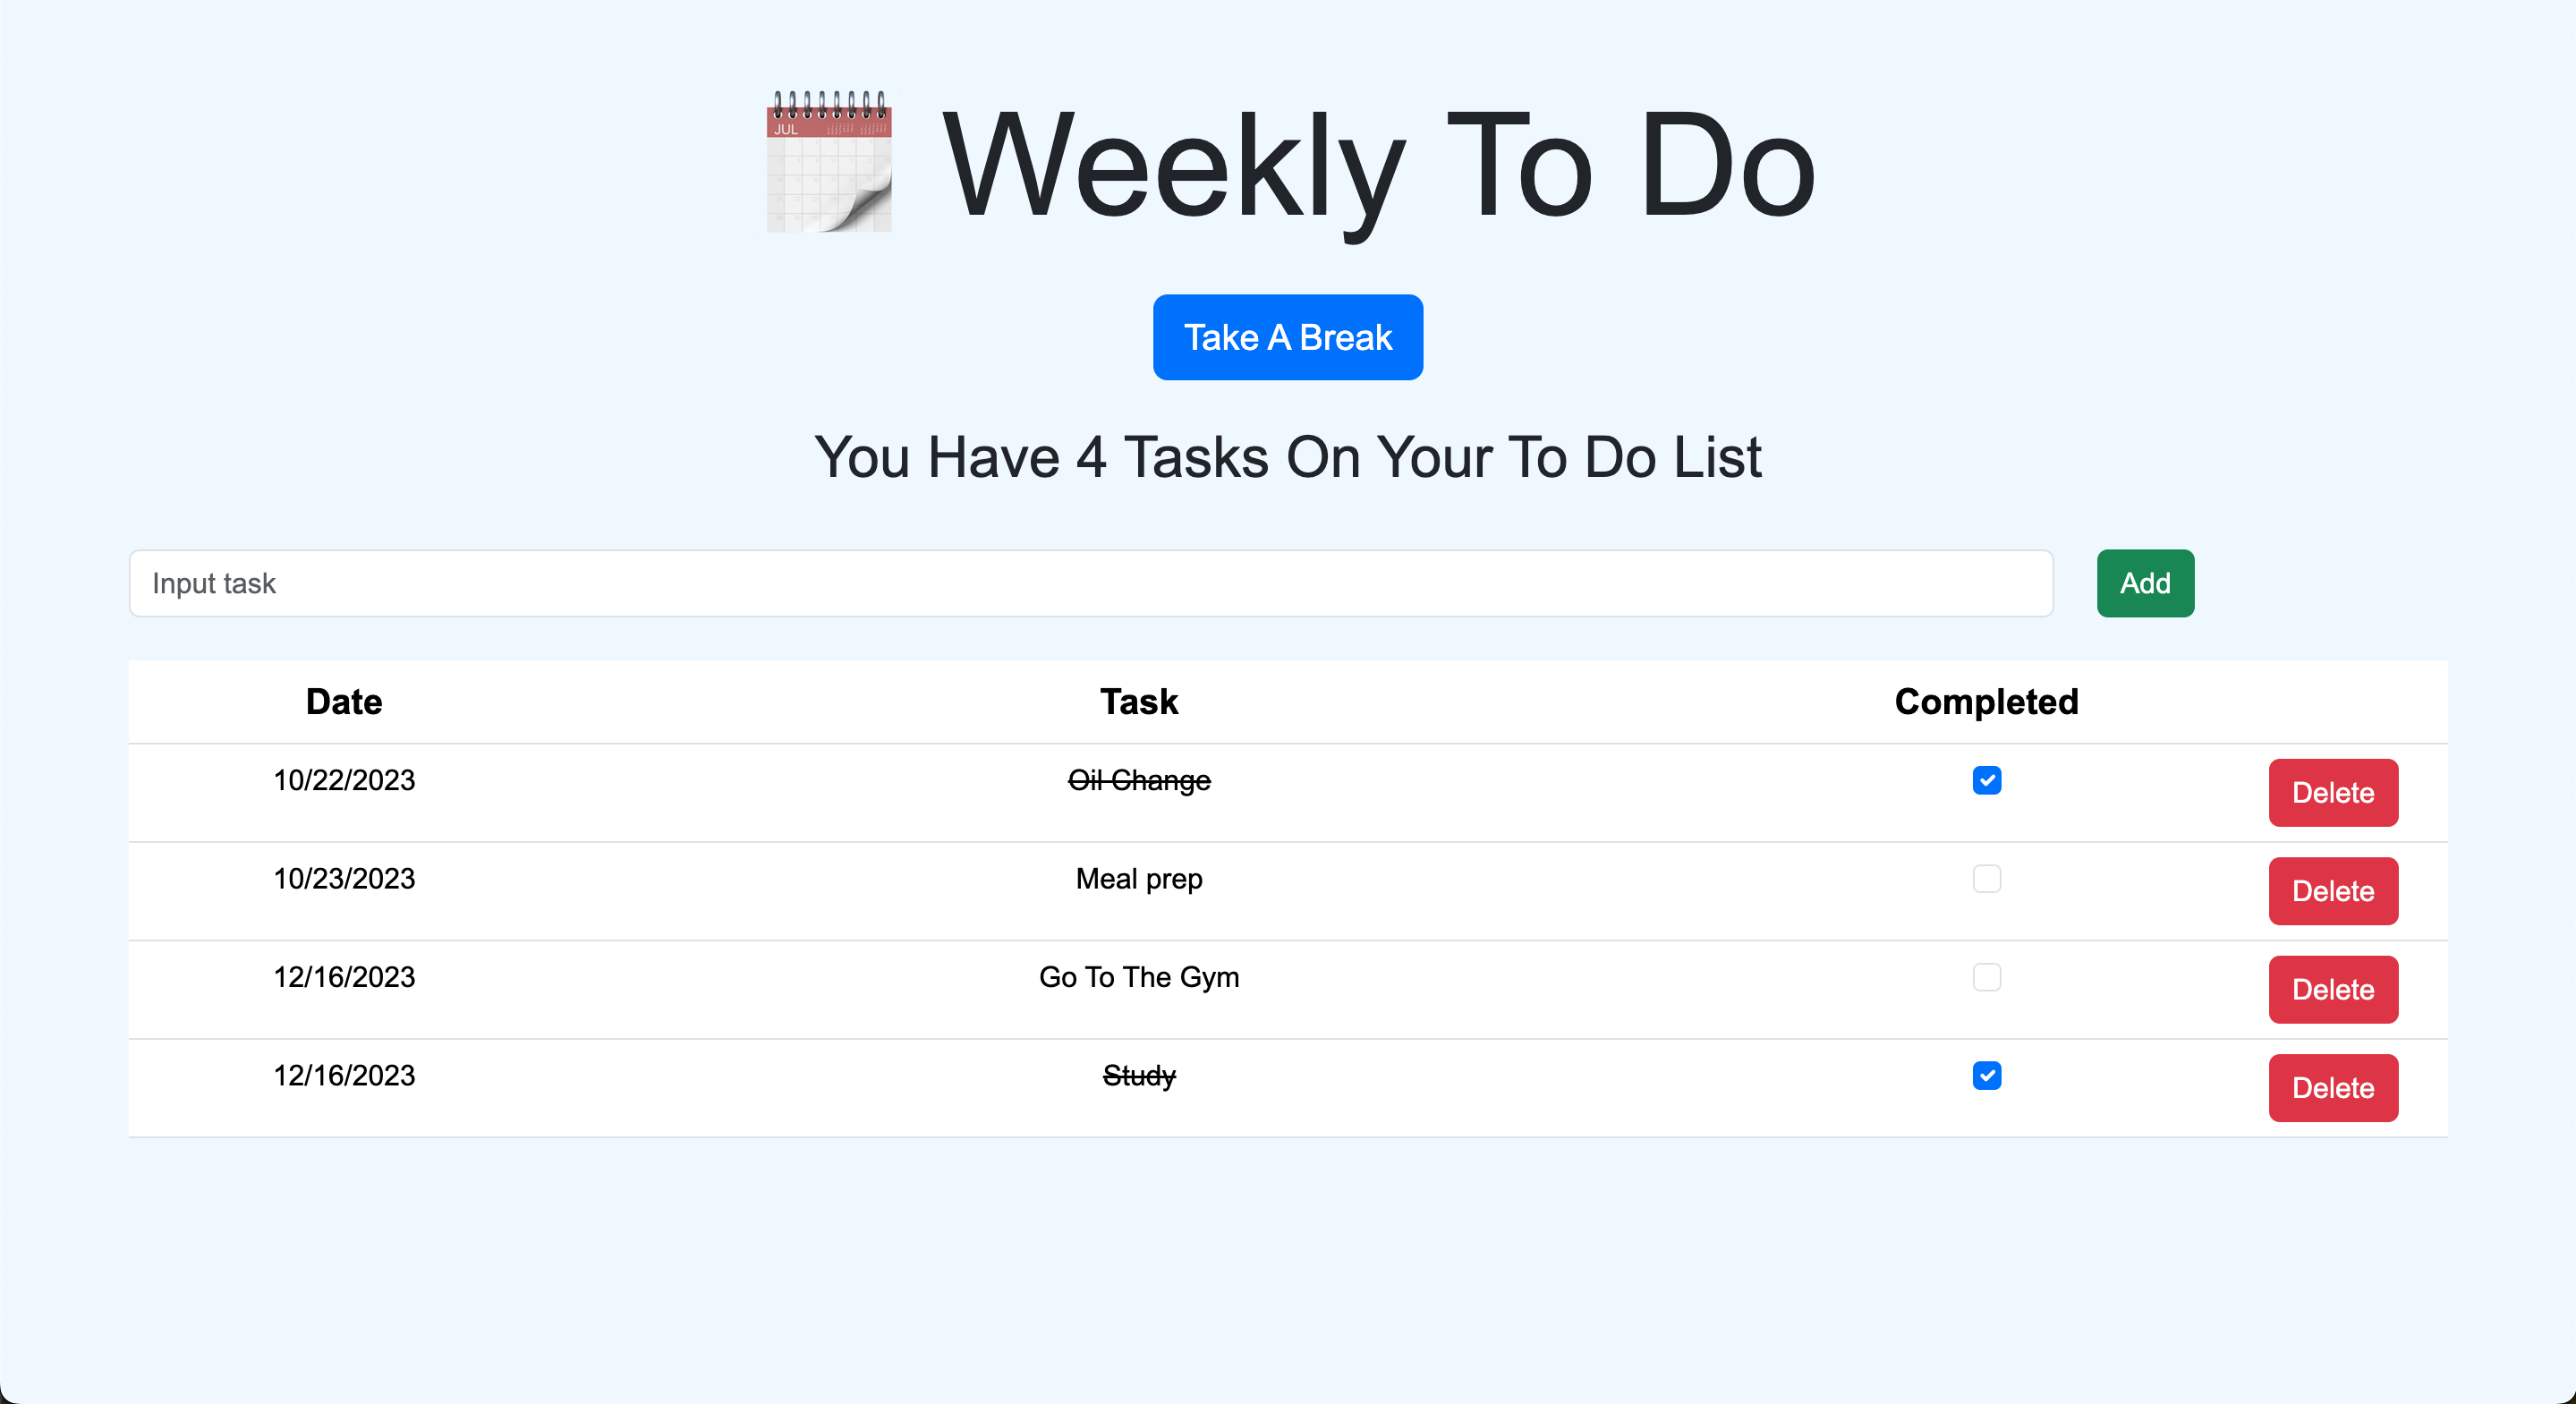 JUL
Weekly To Do
Take A Break
You Have 4 Tasks On Your To Do List
Input task Add
Date Task Completed
10/22/2023 Oil Change Delete
10/23/2023 Meal prep Delete
12/16/2023 Go To The Gym Delete
12/16/2023 Study Delete